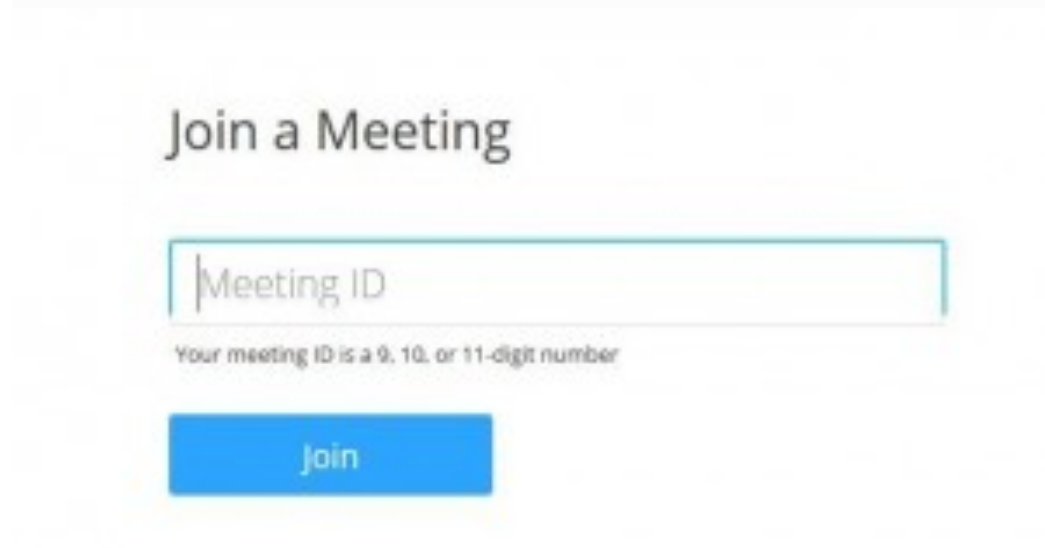 Join a Meeting
Meeting ID
Your meeting ID is a 9, 10, or 11-digit number
Join